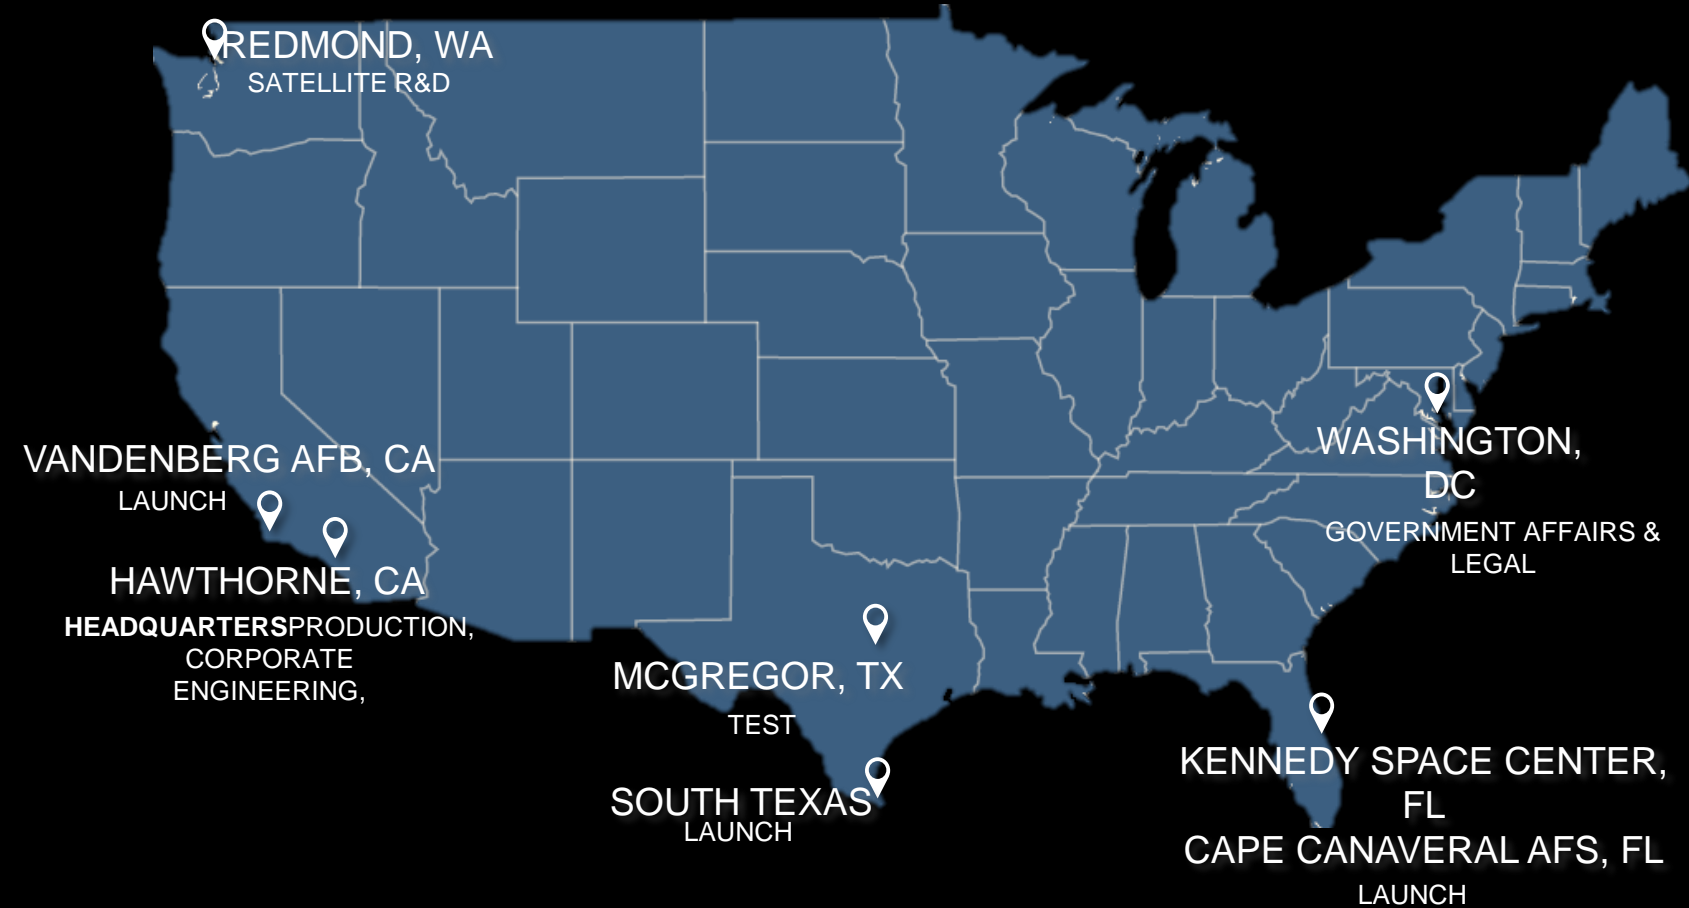 REDMOND, WA
SATELLITE R&D
VANDENBERG AFB, CA
LAUNCH
HAWTHORNE, CA
HEADQUARTERSPRODUCTION,
CORPORATE
ENGINEERING,
MCGREGOR, TX
TEST
SOUTH TEXAS
LAUNCH
WASHINGTON,
DC
GOVERNMENT AFFAIRS &
LEGAL
KENNEDY SPACE CENTER,
FL
CAPE CANAVERAL AFS, FL
LAUNCH